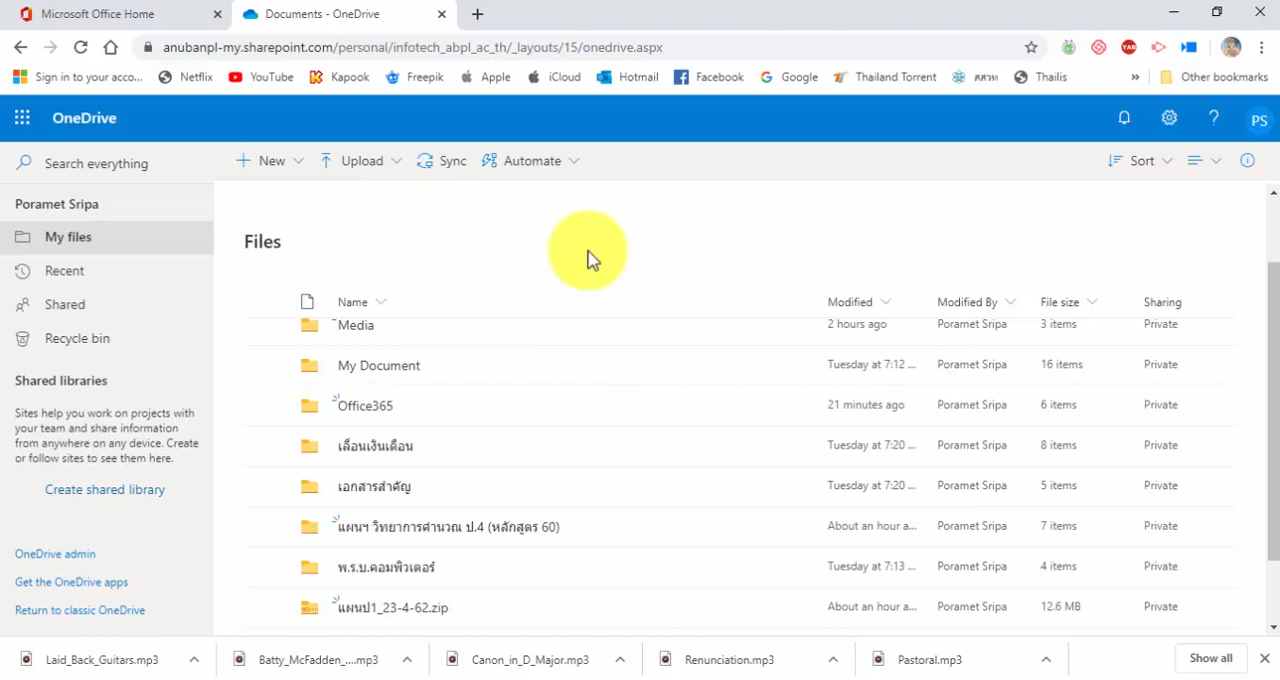 Microsoft Office Home
Documents - OneDrive
anubanpl-my.sharepoint.com/personal/infotech_abpl_ac_th/_layouts/15/onedrive.aspx
YAB
Sign in to your acco... Netflix YouTube Kapook Freepik Apple iCloud Hotmail Facebook Google Thailand Torrent สสวท Thailis » Other bookmarks
OneDrive
? PS
Search everything New Upload Sync Automate Sort
Poramet Sripa
My files
Recent
Shared
Recycle bin
Shared libraries
Sites help you work on projects with
your team and share information
from anywhere on any device. Create
or follow sites to see them here.
Create shared library
OneDrive admin
Get the OneDrive apps
Return to classic OneDrive
Files
Name Modified Modified By File size Sharing
Media 2 hours ago Poramet Sripa 3 items Private
My Document Tuesday at 7:12 ... Poramet Sripa 16 items Private
Office365 21 minutes ago Poramet Sripa 6 items Private
เลื่อนเงินเดือน Tuesday at 7:20 ... Poramet Sripa 8 items Private
เอกสารสำคัญ Tuesday at 7:20 ... Poramet Sripa 5 items Private
แผนฯ วิทยาการคำนวณ ป.4 (หลักสูตร 60) About an hour a... Poramet Sripa 7 items Private
พ.ร.บ.คอมพิวเตอร์ Tuesday at 7:13 ... Poramet Sripa 4 items Private
แผนป1_23-4-62.zip About an hour a... Poramet Sripa 12.6 MB Private
Laid_Back_Guitars.mp3 Batty_McFadden_....mp3 Canon_in_D_Major.mp3 Renunciation.mp3 Pastoral.mp3 Show all